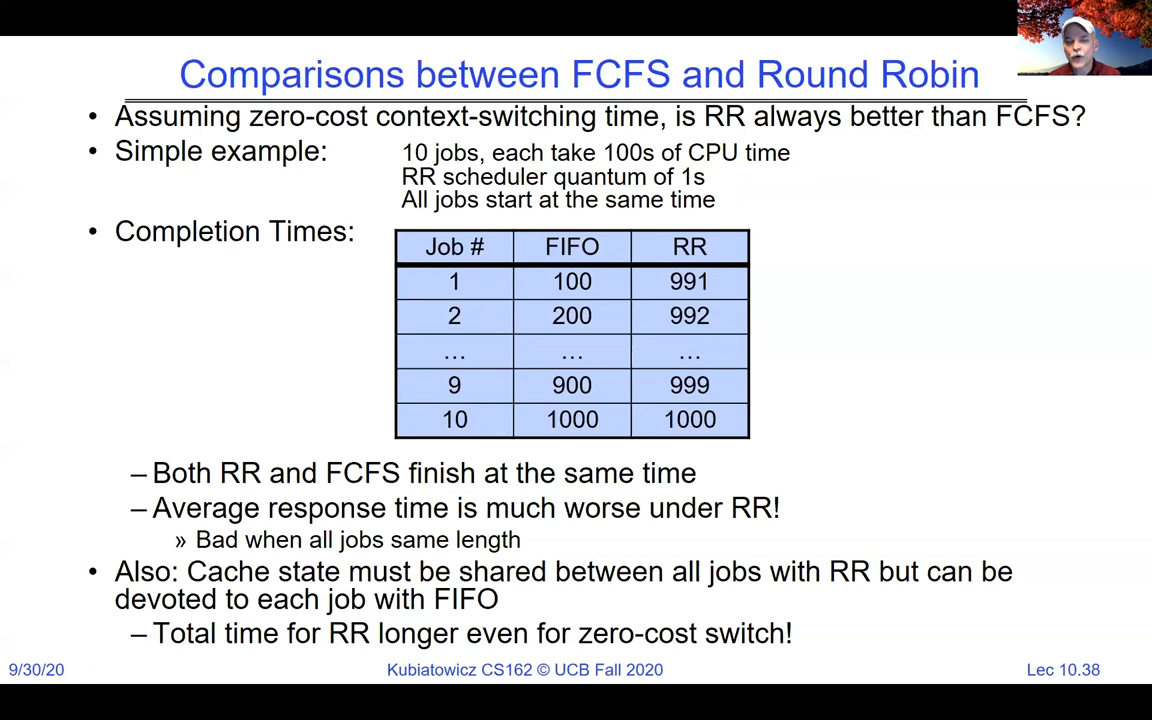 Comparisons between FCFS and Round Robin
• Assuming zero-cost context-switching time, is RR always better than FCFS?
• Simple example: 10 jobs, each take 100s of CPU time
RR scheduler quantum of 1s
All jobs start at the same time
• Completion Times:
Job # FIFO RR
1 100 991
2 200 992
… … …
9 900 999
10 1000 1000
– Both RR and FCFS finish at the same time
– Average response time is much worse under RR!
» Bad when all jobs same length
• Also: Cache state must be shared between all jobs with RR but can be
devoted to each job with FIFO
– Total time for RR longer even for zero-cost switch!
9/30/20 Kubiatowicz CS162 © UCB Fall 2020 Lec 10.38